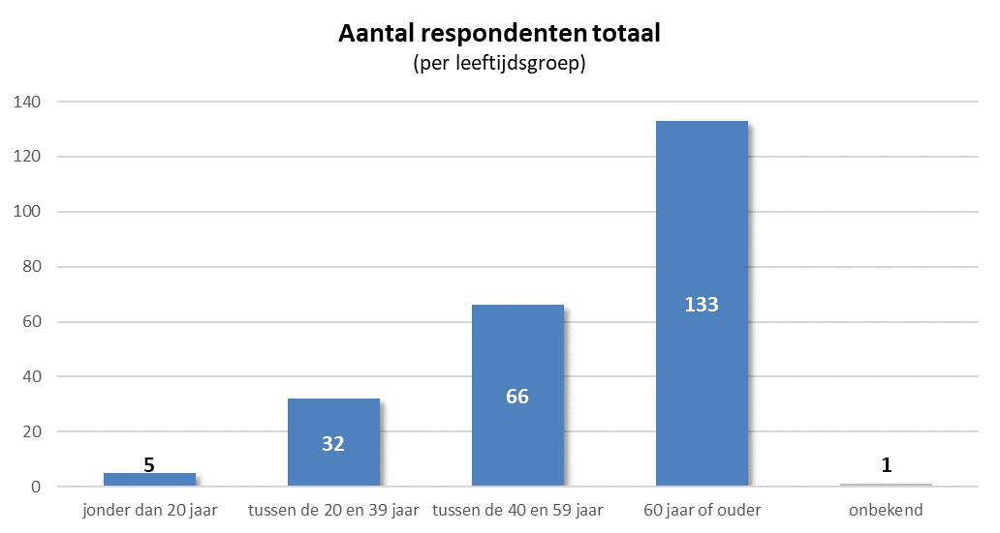 Aantal respondenten totaal
(per leeftijdsgroep)
140
120
100
80
60
40
20
0
5
32
66
133
1
jonder dan 20 jaar
tussen de 20 en 39 jaar
tussen de 40 en 59 jaar
60 jaar of ouder
onbekend